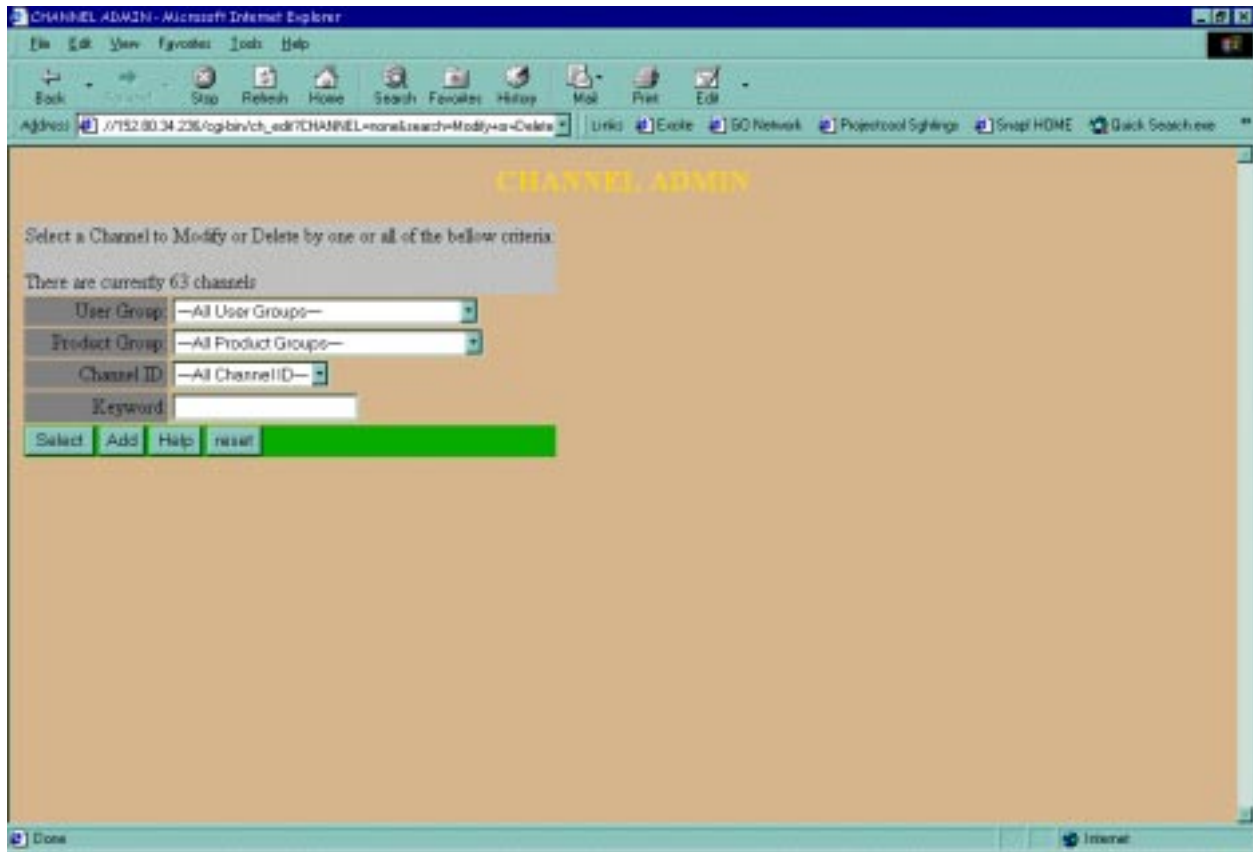 CHANNEL ADMIN - Microsoft Internet Explorer
File Edit View Favorites Tools Help
Back Forward Stop Refresh Home Search Favorites History Mail Print Edit
Address //152.80.34.236/cgi-bin/ch_edit?CHANNEL=none&search=Modify+or+Delete Links Excite GO Network Projectcool Sightings Snap! HOME Quick Search.exe
CHANNEL ADMIN
Select a Channel to Modify or Delete by one or all of the bellow criteria:
There are currently 63 channels
User Group: ---All User Groups---
Product Group: ---All Product Groups---
Channel ID: ---All ChannelID---
Keyword:
Select Add Help reset
Done Internet